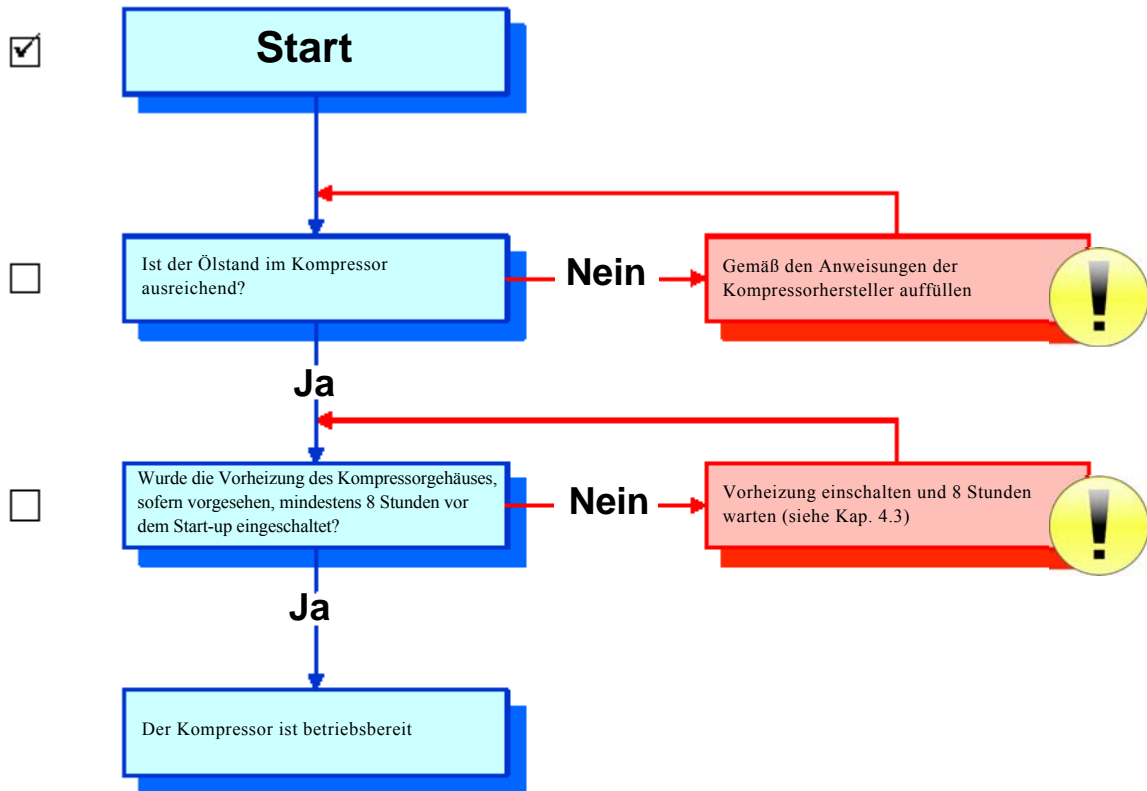 Start
Ist der Ölstand im Kompressor
ausreichend?
Nein
Gemäß den Anweisungen der
Kompressorhersteller auffüllen
Ja
Wurde die Vorheizung des Kompressorgehäuses,
sofern vorgesehen, mindestens 8 Stunden vor
dem Start-up eingeschaltet?
Nein
Vorheizung einschalten und 8 Stunden
warten (siehe Kap. 4.3)
Ja
Der Kompressor ist betriebsbereit